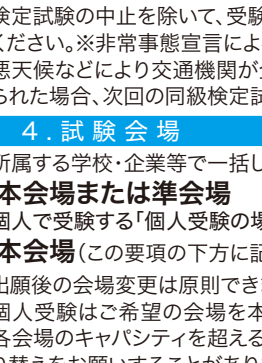 検定試験の中止を除いて、受験
ください。※非常事態宣言によ
悪天候などにより交通機関が
られた場合、次回の同級検定試
4.試験会場
所属する学校・企業等で一括し
本会場または準会場
個人で受験する「個人受験の場
本会場(この要項の下方に記
出願後の会場変更は原則でき
個人受験はご希望の会場を本
各会場のキャパシティを超える
り替えをお願いすることがあり